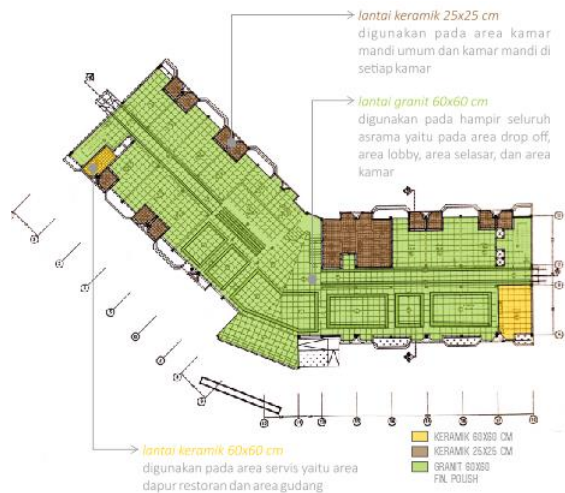 lantai keramik 25x25 cm
digunakan pada area kamar
mandi umum dan kamar mandi di
setiap kamar
lantai granit 60x60 cm
digunakan pada hampir seluruh
asrama yaitu pada area drop off,
area lobby, area selasar, dan area
kamar
KERAMIK 60X60 CM
KERAMIK 25X25 CM
GRANIT 60X60
FIN. POLISH
lantai keramik 60x60 cm
digunakan pada area servis yaitu area
dapur restoran dan area gudang